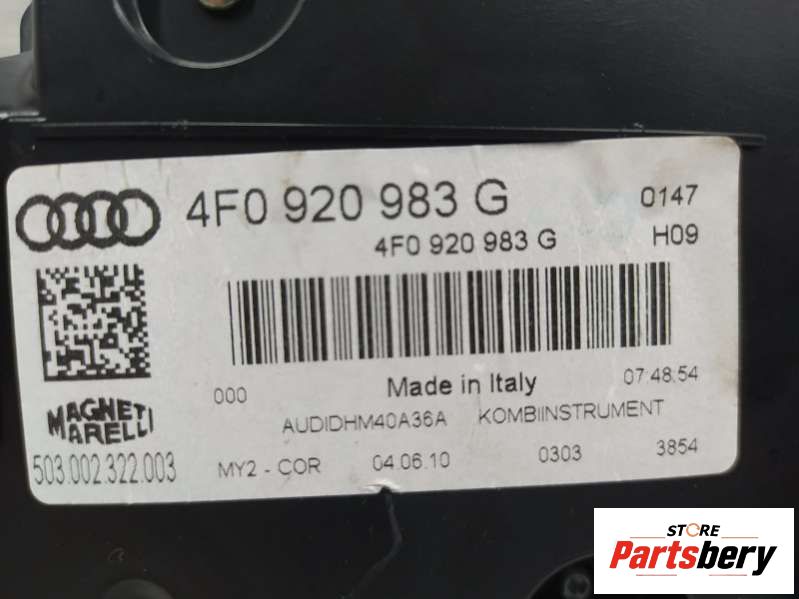 4F0 920 983 G 0147
4F0 920 983 G H09
000 Made in Italy 07:48:54
MAGNETI MARELLI
AUDIDHM40A36A KOMBIINSTRUMENT
503.002.322.003 MY2 - COR 04.06.10 0303 3854
STORE
Partsbery